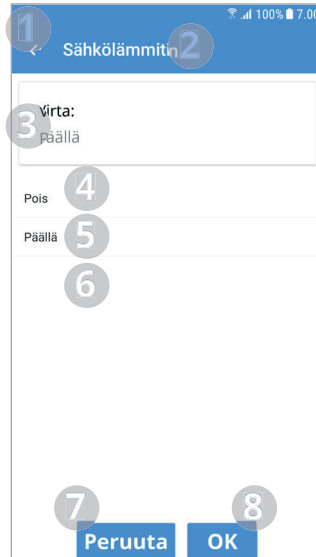 100% 7.00
1
Sähkölämmitin
2
3
Virta:
päällä
4
Pois
5
Päällä
6
7
8
Peruuta
OK